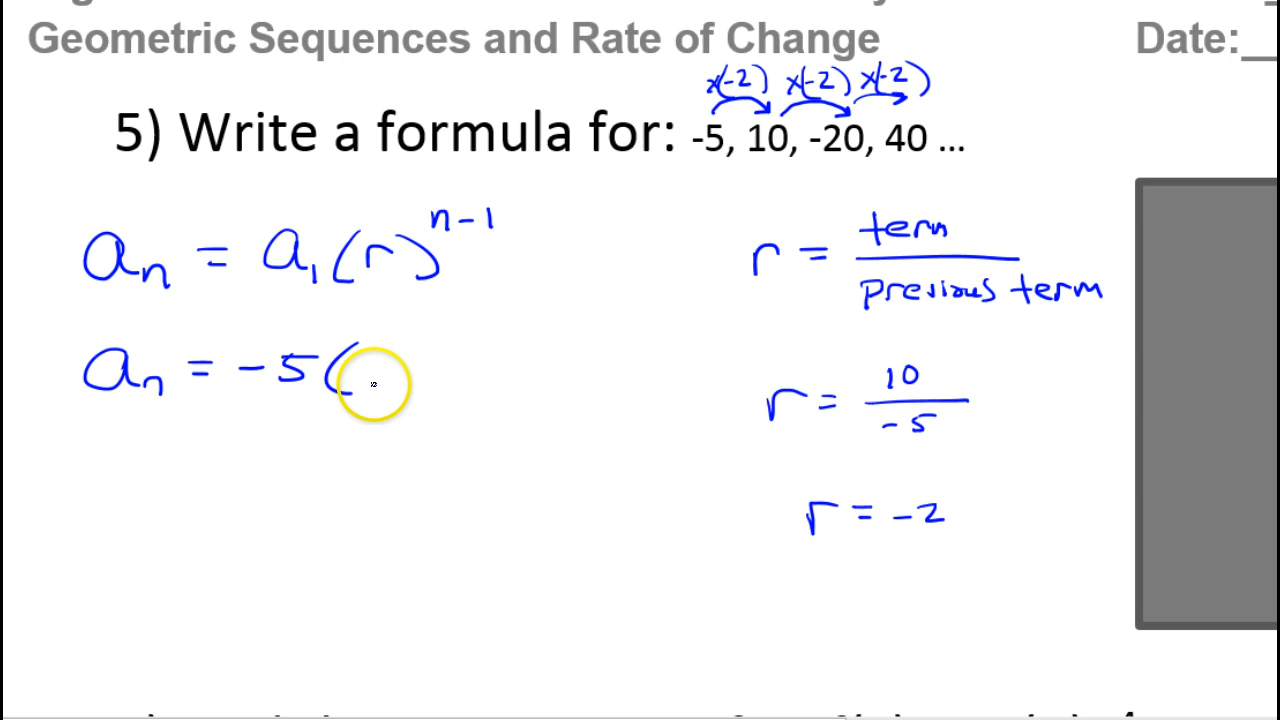 Geometric Sequences and Rate of Change Date:__
x(-2) x(-2) x(-2)
5) Write a formula for: -5, 10, -20, 40 ...
aₙ = a₁(r)ⁿ⁻¹
r = term / previous term
aₙ = -5(
r = 10 / -5
r = -2